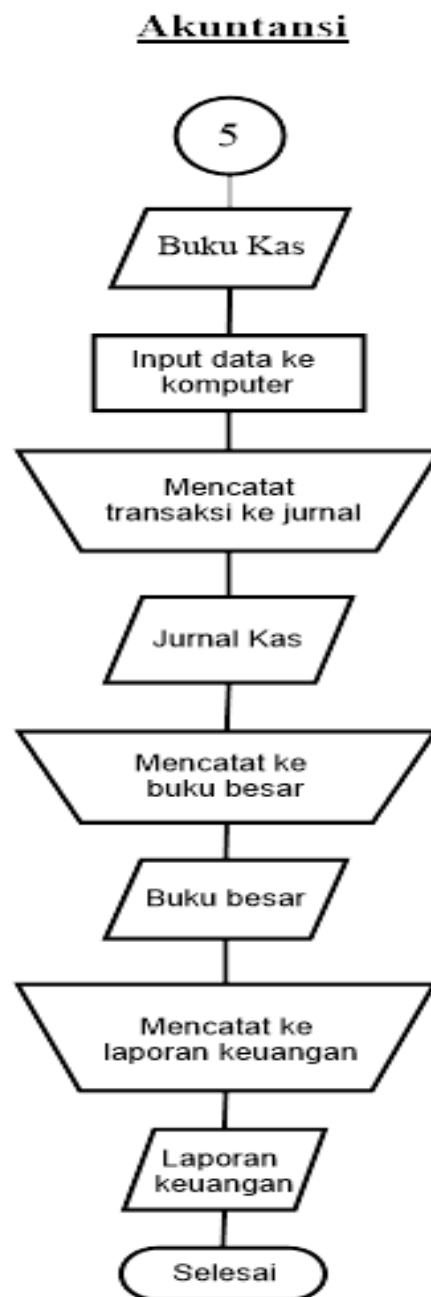 Akuntansi
5
Buku Kas
Input data ke
komputer
Mencatat
transaksi ke jurnal
Jurnal Kas
Mencatat ke
buku besar
Buku besar
Mencatat ke
laporan keuangan
Laporan
keuangan
Selesai